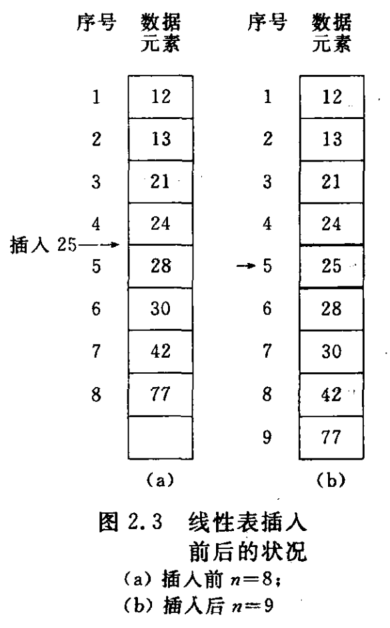 序号 数据 序号 数据
元素 元素
1 12 1 12
2 13 2 13
3 21 3 21
4 24 4 24
插入 25
5 28 5 25
6 30 6 28
7 42 7 30
8 77 8 42
9 77
(a) (b)
图 2.3 线性表插入
前后的状况
(a) 插入前 n=8;
(b) 插入后 n=9